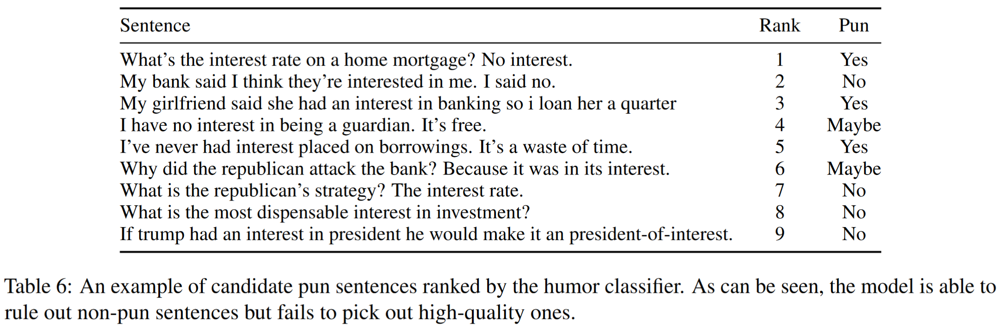 Sentence Rank Pun
What's the interest rate on a home mortgage? No interest. 1 Yes
My bank said I think they're interested in me. I said no. 2 No
My girlfriend said she had an interest in banking so i loan her a quarter 3 Yes
I have no interest in being a guardian. It's free. 4 Maybe
I've never had interest placed on borrowings. It's a waste of time. 5 Yes
Why did the republican attack the bank? Because it was in its interest. 6 Maybe
What is the republican's strategy? The interest rate. 7 No
What is the most dispensable interest in investment? 8 No
If trump had an interest in president he would make it an president-of-interest. 9 No
Table 6: An example of candidate pun sentences ranked by the humor classifier. As can be seen, the model is able to
rule out non-pun sentences but fails to pick out high-quality ones.